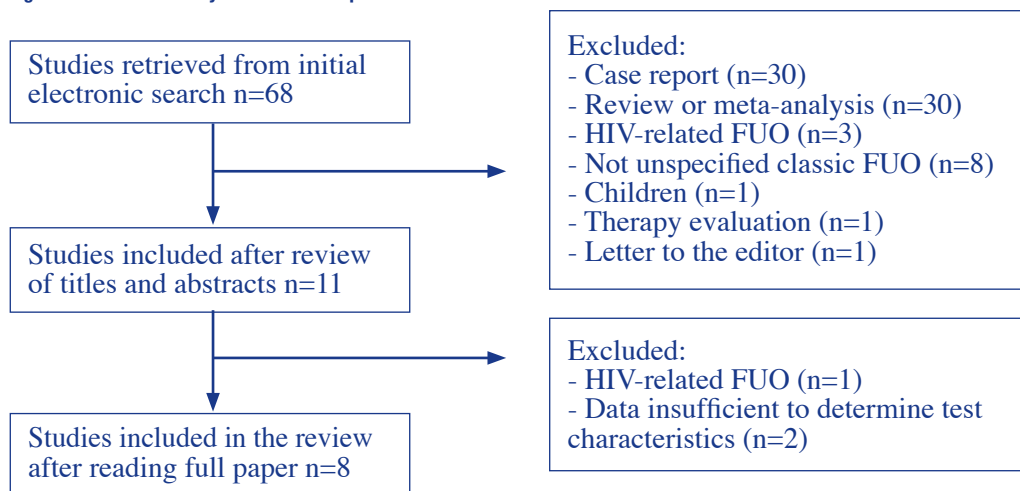 Studies retrieved from initial
electronic search n=68
Excluded:
- Case report (n=30)
- Review or meta-analysis (n=30)
- HIV-related FUO (n=3)
- Not unspecified classic FUO (n=8)
- Children (n=1)
- Therapy evaluation (n=1)
- Letter to the editor (n=1)
Studies included after review
of titles and abstracts n=11
Excluded:
- HIV-related FUO (n=1)
- Data insufficient to determine test
characteristics (n=2)
Studies included in the review
after reading full paper n=8